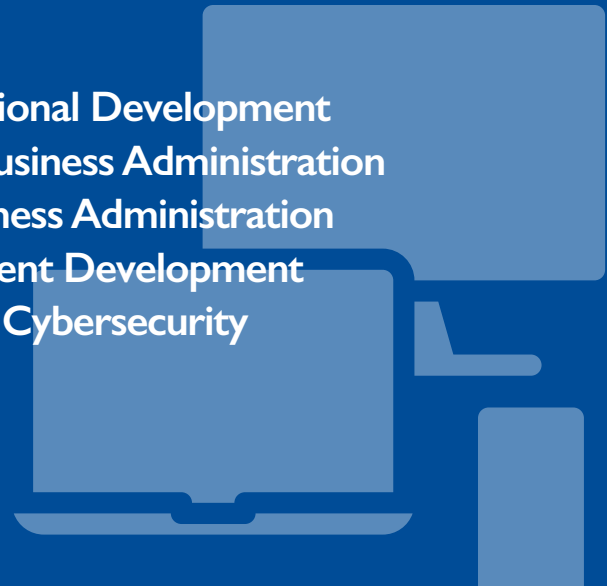 ional Development
usiness Administration
ness Administration
ent Development
Cybersecurity